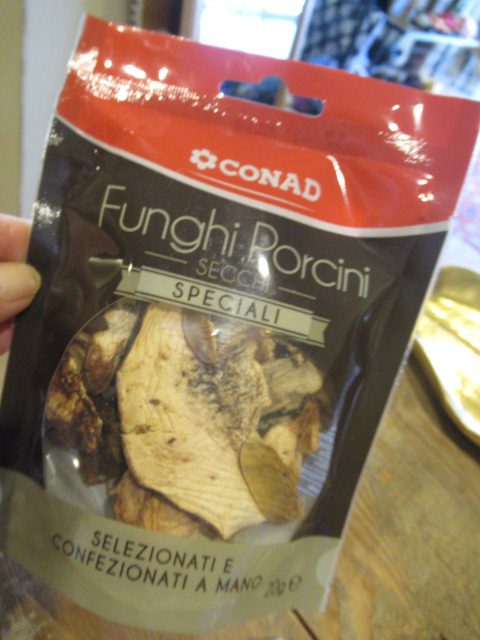 CONAD
Funghi Porcini
SECCHI
SPECIALI
SELEZIONATI E
CONFEZIONATI A MANO 20g e